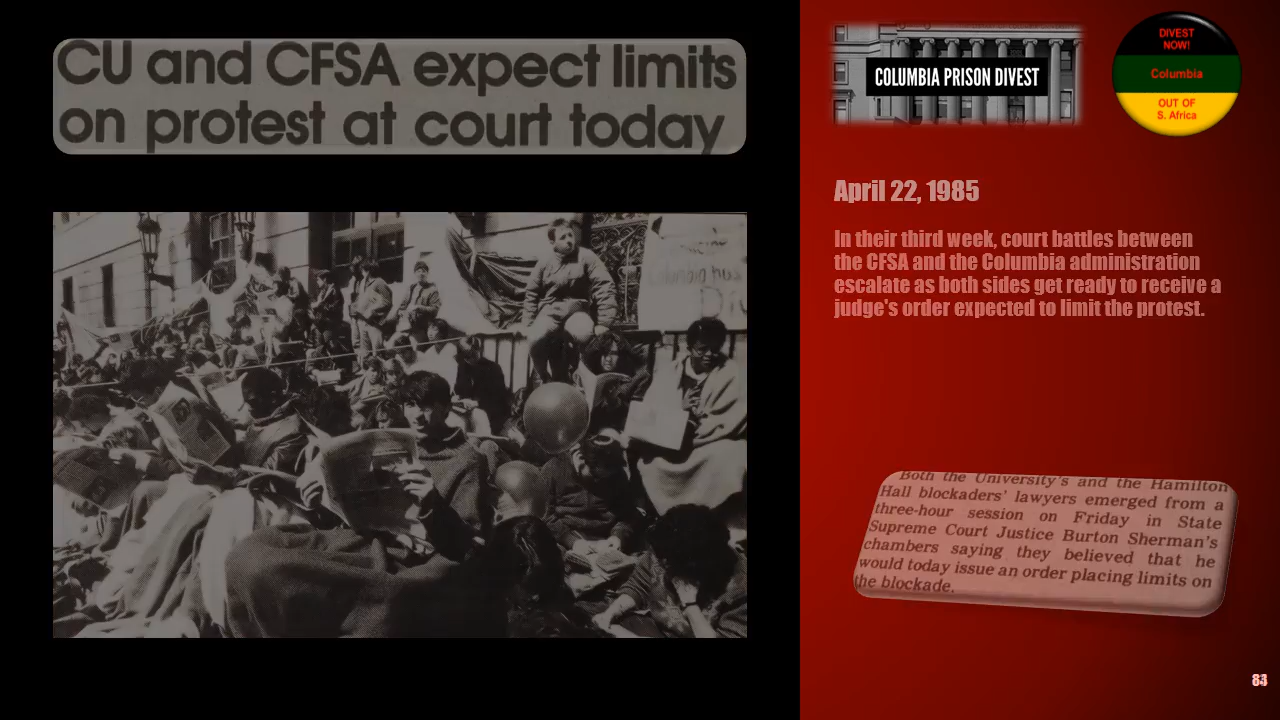 CU and CFSA expect limits
on protest at court today
COLUMBIA PRISON DIVEST
DIVEST
NOW!
Columbia
OUT OF
S. Africa
April 22, 1985
In their third week, court battles between
the CFSA and the Columbia administration
escalate as both sides get ready to receive a
judge's order expected to limit the protest.
Both the University's and the Hamilton
Hall blockaders' lawyers emerged from a
three-hour session on Friday in State
Supreme Court Justice Burton Sherman's
chambers saying they believed that he
would today issue an order placing limits on
the blockade.